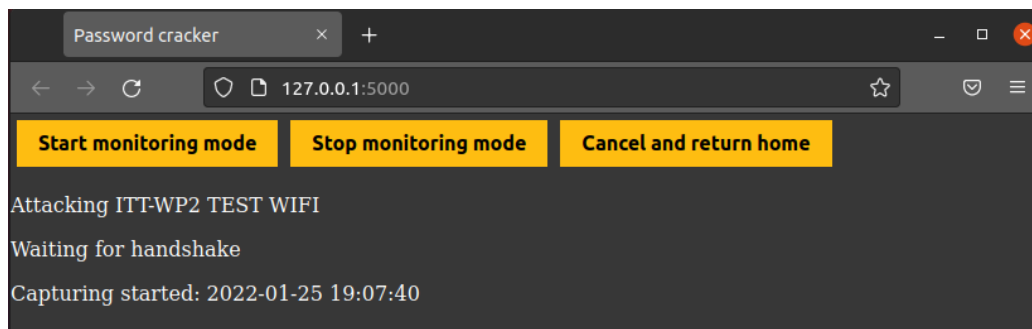 Password cracker
127.0.0.1:5000
Start monitoring mode Stop monitoring mode Cancel and return home
Attacking ITT-WP2 TEST WIFI
Waiting for handshake
Capturing started: 2022-01-25 19:07:40